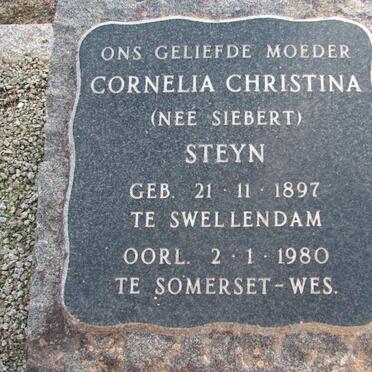 ONS GELIEFDE MOEDER
CORNELIA CHRISTINA
(NEE SIEBERT)
STEYN
GEB. 21·11·1897
TE SWELLENDAM
OORL. 2·1·1980
TE SOMERSET-WES.